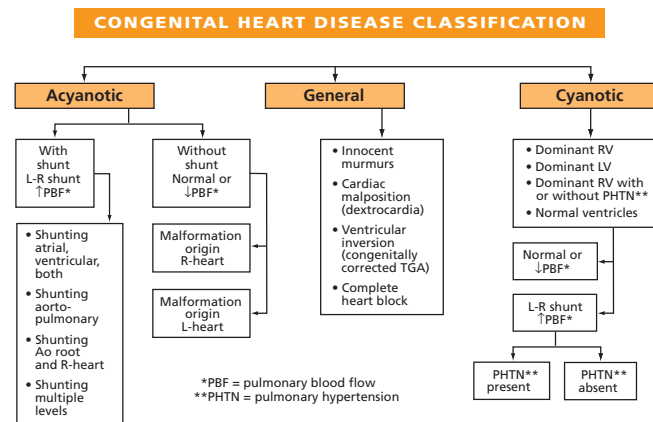 CONGENITAL HEART DISEASE CLASSIFICATION
Acyanotic
General
Cyanotic
With
shunt
L-R shunt
↑PBF*
Without
shunt
Normal or
↓PBF*
• Shunting
atrial,
ventricular,
both
• Shunting
aorto-
pulmonary
• Shunting
Ao root
and R-heart
• Shunting
multiple
levels
Malformation
origin
R-heart
Malformation
origin
L-heart
• Innocent
murmurs
• Cardiac
malposition
(dextrocardia)
• Ventricular
inversion
(congenitally
corrected TGA)
• Complete
heart block
• Dominant RV
• Dominant LV
• Dominant RV with
or without PHTN**
• Normal ventricles
Normal or
↓PBF*
L-R shunt
↑PBF*
PHTN**
present
PHTN**
absent
*PBF = pulmonary blood flow
**PHTN = pulmonary hypertension